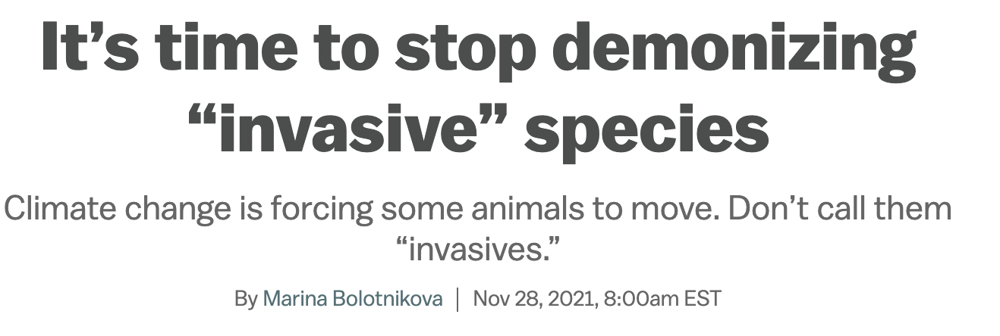 It’s time to stop demonizing
“invasive” species
Climate change is forcing some animals to move. Don’t call them
“invasives.”
By Marina Bolotnikova | Nov 28, 2021, 8:00am EST